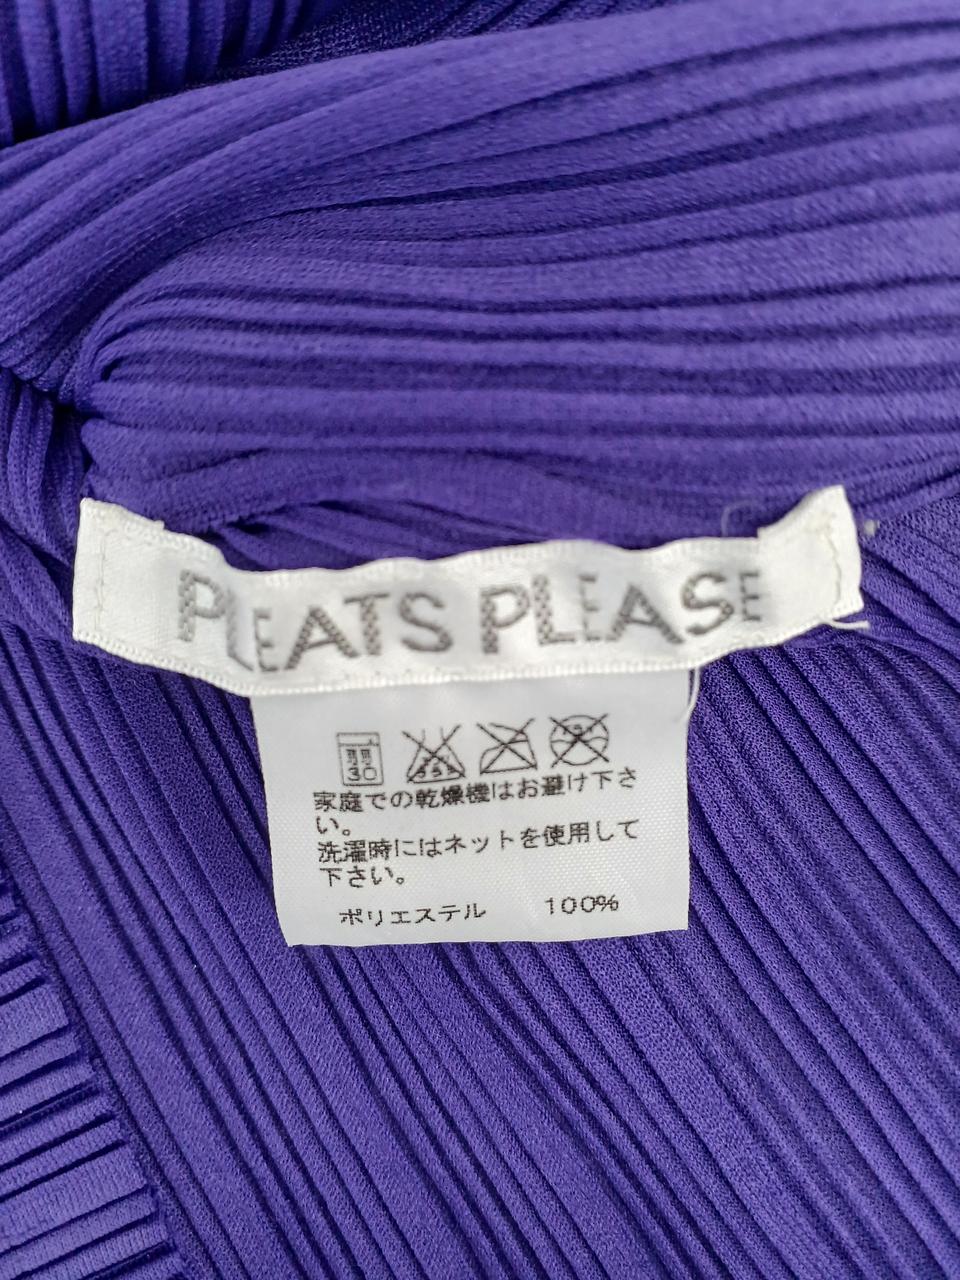 PLEATS PLEASE
弱
30
家庭での乾燥機はお避け下さ
い。
洗濯時にはネットを使用して
下さい。
ポリエステル 100%